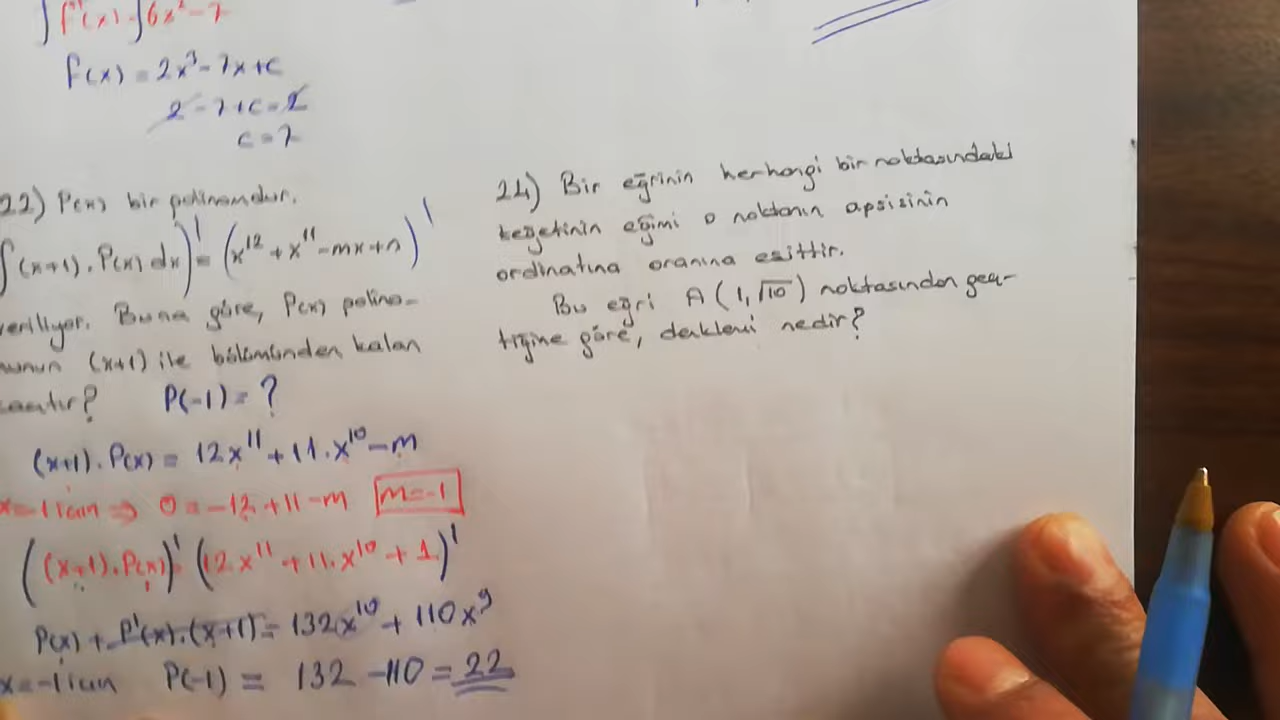 ∫f'(x) = ∫6x² - 7
f(x) = 2x³ - 7x + c
2 - 7 + c = 2
c = 7
22) P(x) bir polinomdur.
∫(x+1).P(x) dx)' = (x¹² + x¹¹ - mx + n)'
veriliyor. Buna göre, P(x) polino-
munun (x+1) ile bölümünden kalan
kaçtır? P(-1) = ?
(x+1).P(x) = 12x¹¹ + 11.x¹⁰ - m
x=-1 için ⇒ 0 = -12 + 11 - m m=-1
((x+1).P(x))' (12x¹¹ + 11.x¹⁰ + 1)'
P(x) + P'(x).(x+1) = 132x¹⁰ + 110x⁹
x=-1 için P(-1) = 132 - 110 = 22
24) Bir eğrinin herhangi bir noktasındaki
teğetinin eğimi o noktanın apsisinin
ordinatına oranına eşittir.
Bu eğri A(1, √10) noktasından geç-
tiğine göre, denklemi nedir?